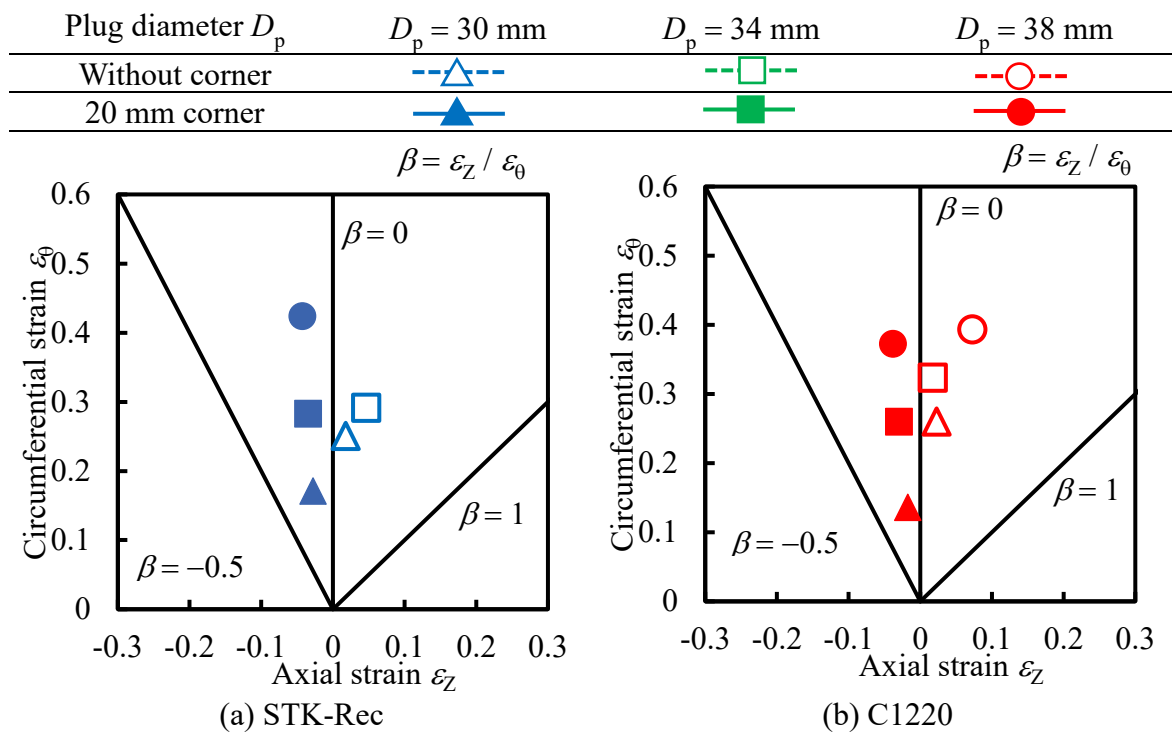 Plug diameter Dp Dp = 30 mm Dp = 34 mm Dp = 38 mm
Without corner
20 mm corner
β = εZ / εθ
β = εZ / εθ
0.6
0.5
0.4
0.3
0.2
0.1
0
Circumferential strain εθ
β = 0
β = 1
β = −0.5
-0.3 -0.2 -0.1 0 0.1 0.2 0.3
Axial strain εZ
(a) STK-Rec
0.6
0.5
0.4
0.3
0.2
0.1
0
Circumferential strain εθ
β = 0
β = 1
β = −0.5
-0.3 -0.2 -0.1 0 0.1 0.2 0.3
Axial strain εZ
(b) C1220